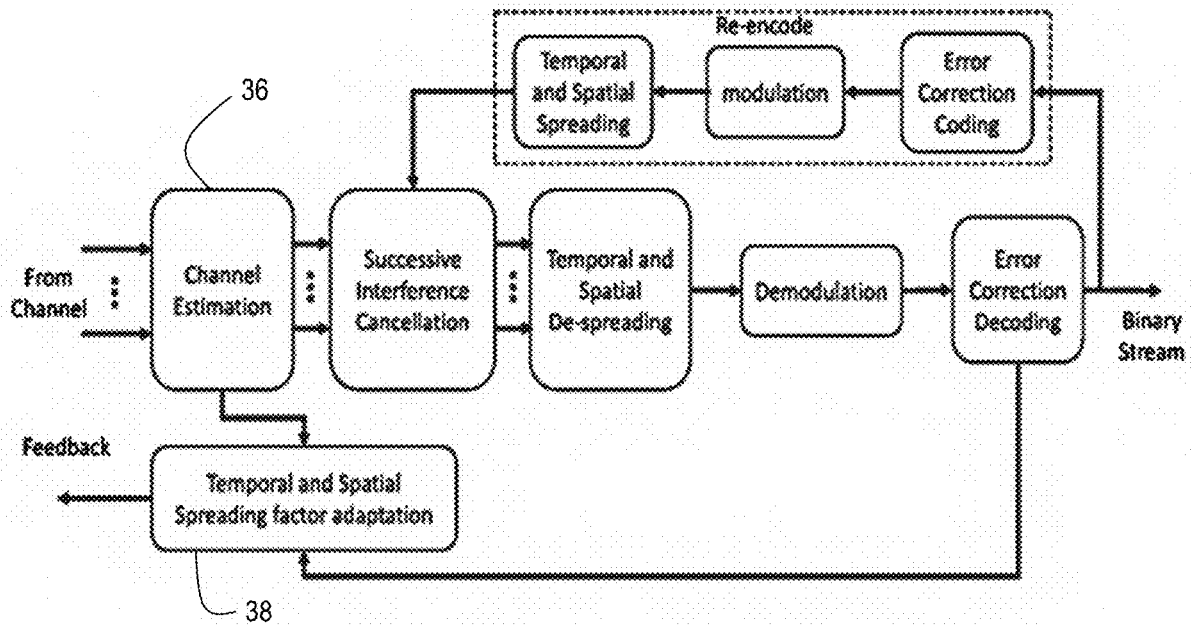 Re-encode
Temporal
and Spatial
Spreading
modulation
Error
Correction
Coding
36
From
Channel
Channel
Estimation
Successive
Interference
Cancellation
Temporal and
Spatial
De-spreading
Demodulation
Error
Correction
Decoding
Binary
Stream
Feedback
Temporal and Spatial
Spreading factor adaptation
38